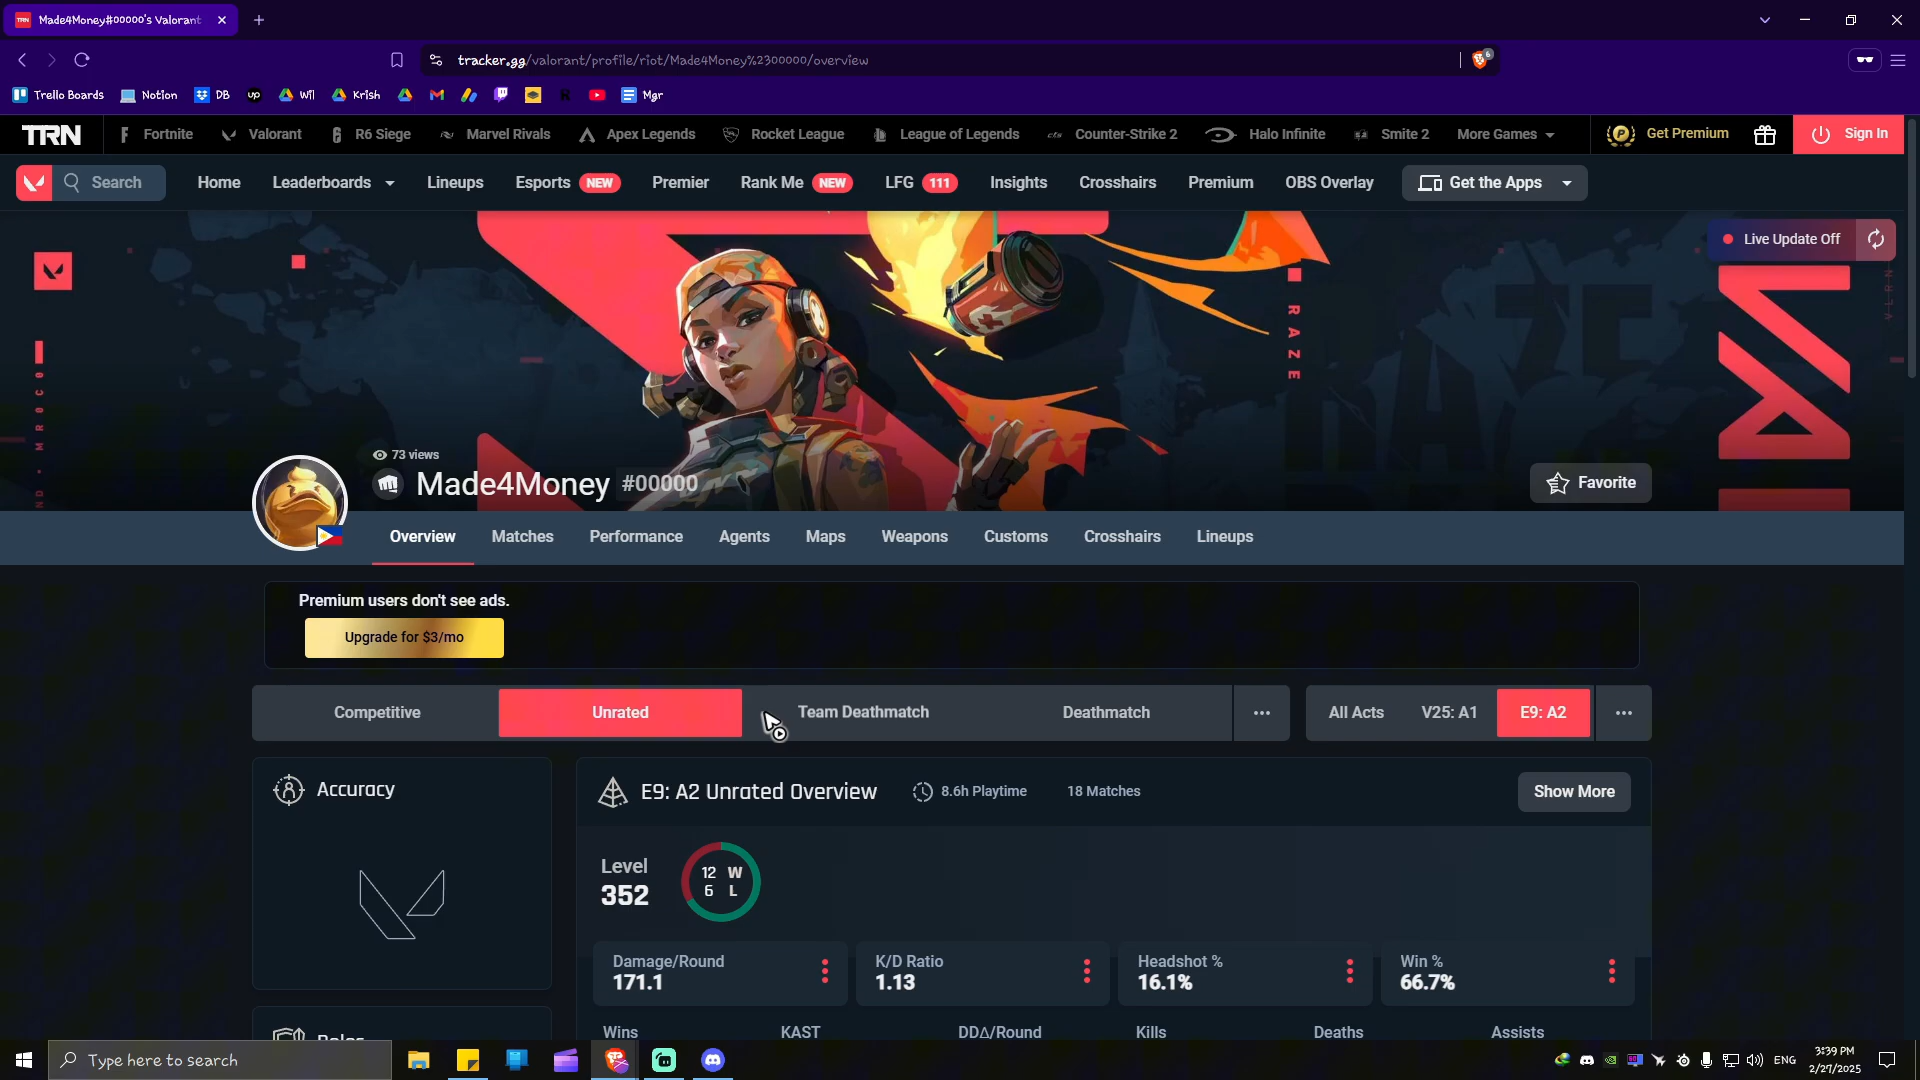 Made4Money#00000's Valorant
tracker.gg/valorant/profile/riot/Made4Money%2300000/overview
6
Trello Boards
Notion
DB
up
Wil
Krish
Mgr
TRN
Fortnite
Valorant
R6 Siege
Marvel Rivals
Apex Legends
Rocket League
League of Legends
Counter-Strike 2
Halo Infinite
Smite 2
More Games
Get Premium
Sign In
Search
Home
Leaderboards
Lineups
Esports NEW
Premier
Rank Me NEW
LFG 111
Insights
Crosshairs
Premium
OBS Overlay
Get the Apps
Live Update Off
RAZE
73 views
Made4Money #00000
Favorite
Overview
Matches
Performance
Agents
Maps
Weapons
Customs
Crosshairs
Lineups
Premium users don't see ads.
Upgrade for $3/mo
Competitive
Unrated
Team Deathmatch
Deathmatch
All Acts
V25: A1
E9: A2
Accuracy
E9: A2 Unrated Overview
8.6h Playtime
18 Matches
Show More
Level
352
12 W
6 L
Damage/Round
171.1
K/D Ratio
1.13
Headshot %
16.1%
Win %
66.7%
Roles
Wins
KAST
DDΔ/Round
Kills
Deaths
Assists
Type here to search
ENG
3:39 PM
2/27/2025